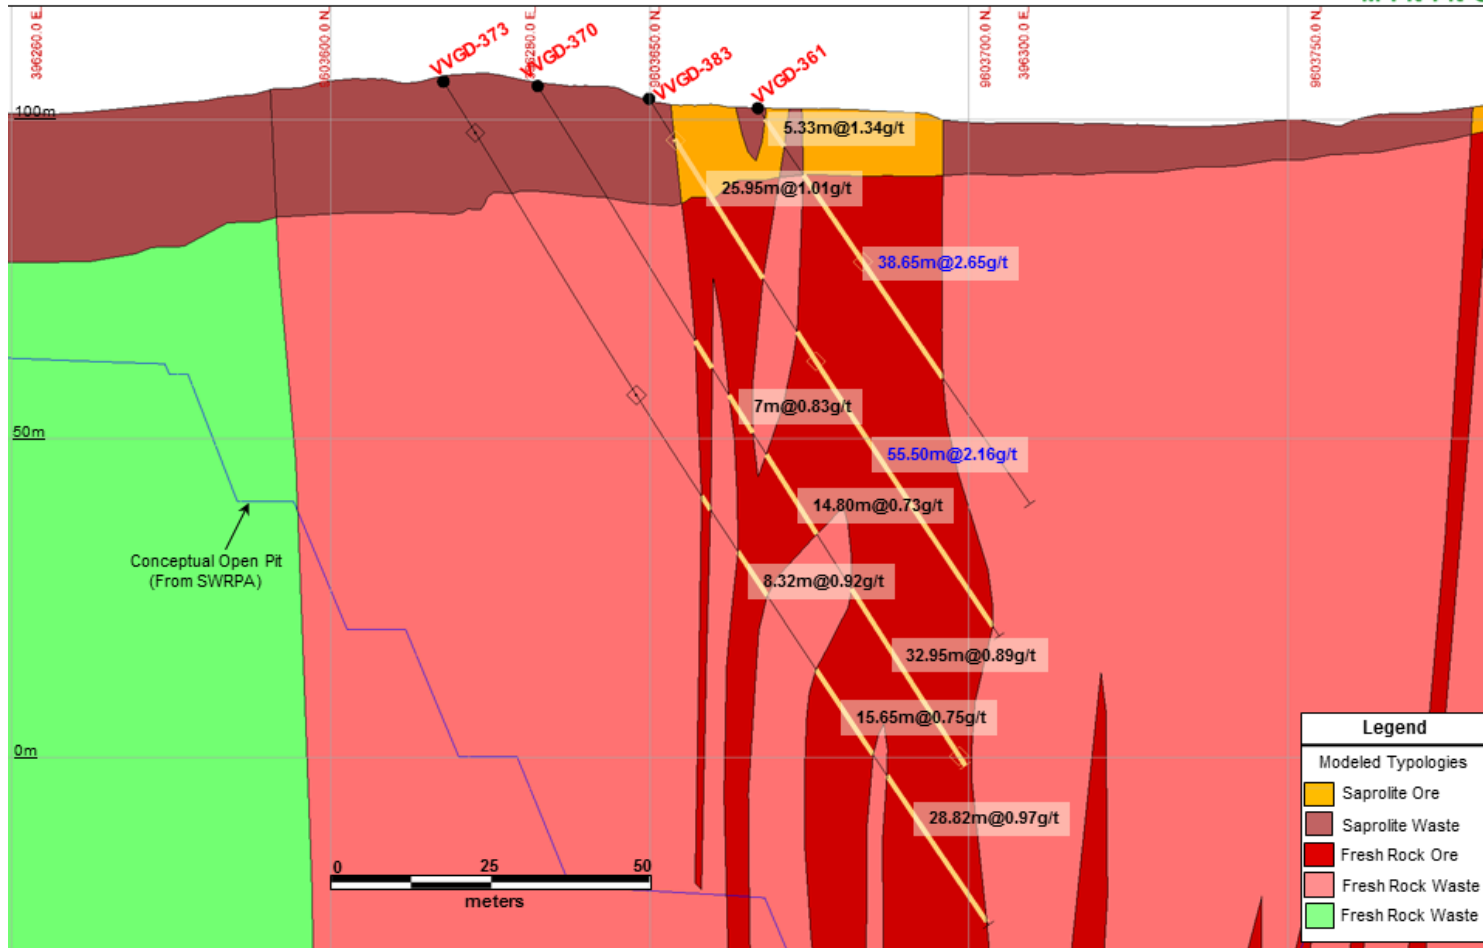 396260.0 E
9603600.0 N
396280.0 E
9603650.0 N
9603700.0 N
396300.0 E
9603750.0 N
VVGD-373
VVGD-370
VVGD-383
VVGD-361
100m
5.33m@1.34g/t
25.95m@1.01g/t
38.65m@2.65g/t
7m@0.83g/t
50m
55.50m@2.16g/t
14.80m@0.73g/t
Conceptual Open Pit
(From SWRPA)
8.32m@0.92g/t
32.95m@0.89g/t
15.65m@0.75g/t
0m
28.82m@0.97g/t
0 25 50
meters
Legend
Modeled Typologies
Saprolite Ore
Saprolite Waste
Fresh Rock Ore
Fresh Rock Waste
Fresh Rock Waste